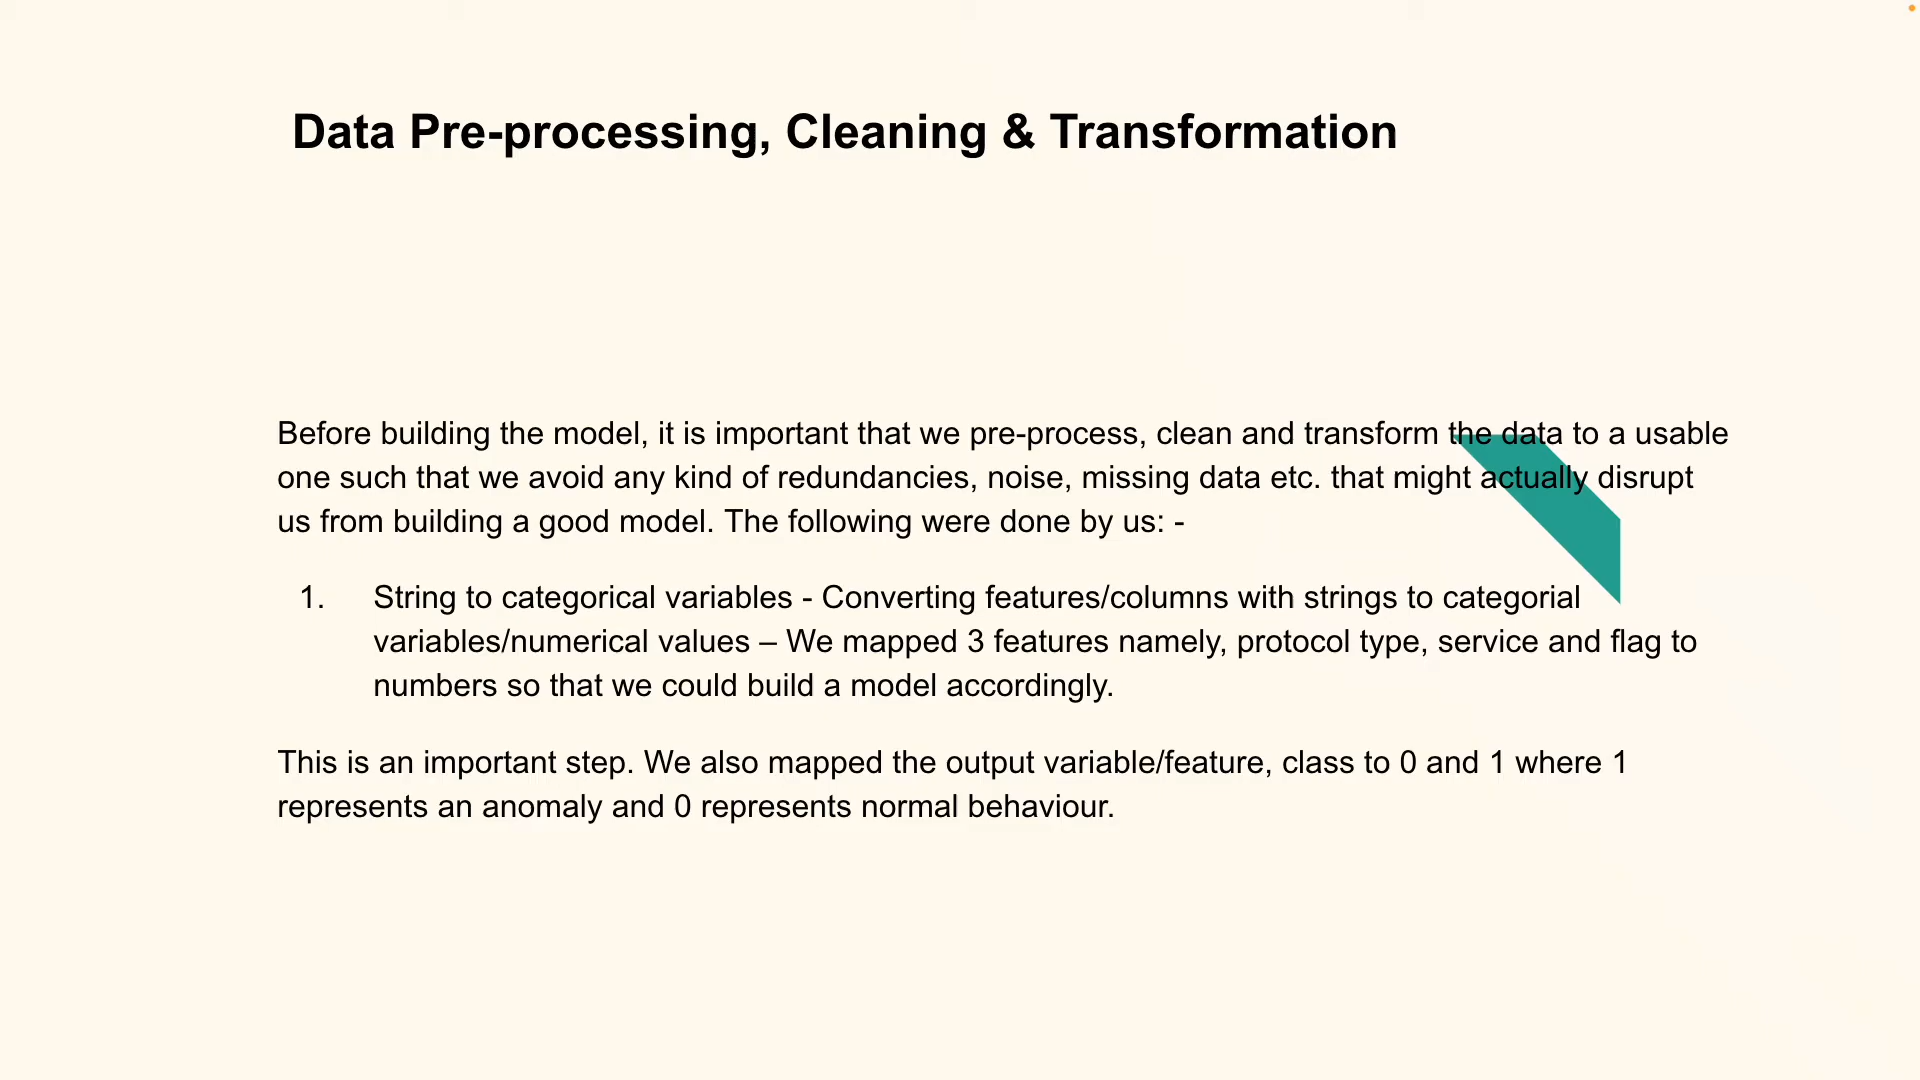 Data Pre-processing, Cleaning & Transformation
Before building the model, it is important that we pre-process, clean and transform the data to a usable
one such that we avoid any kind of redundancies, noise, missing data etc. that might actually disrupt
us from building a good model. The following were done by us: -
1. String to categorical variables - Converting features/columns with strings to categorial
variables/numerical values – We mapped 3 features namely, protocol type, service and flag to
numbers so that we could build a model accordingly.
This is an important step. We also mapped the output variable/feature, class to 0 and 1 where 1
represents an anomaly and 0 represents normal behaviour.